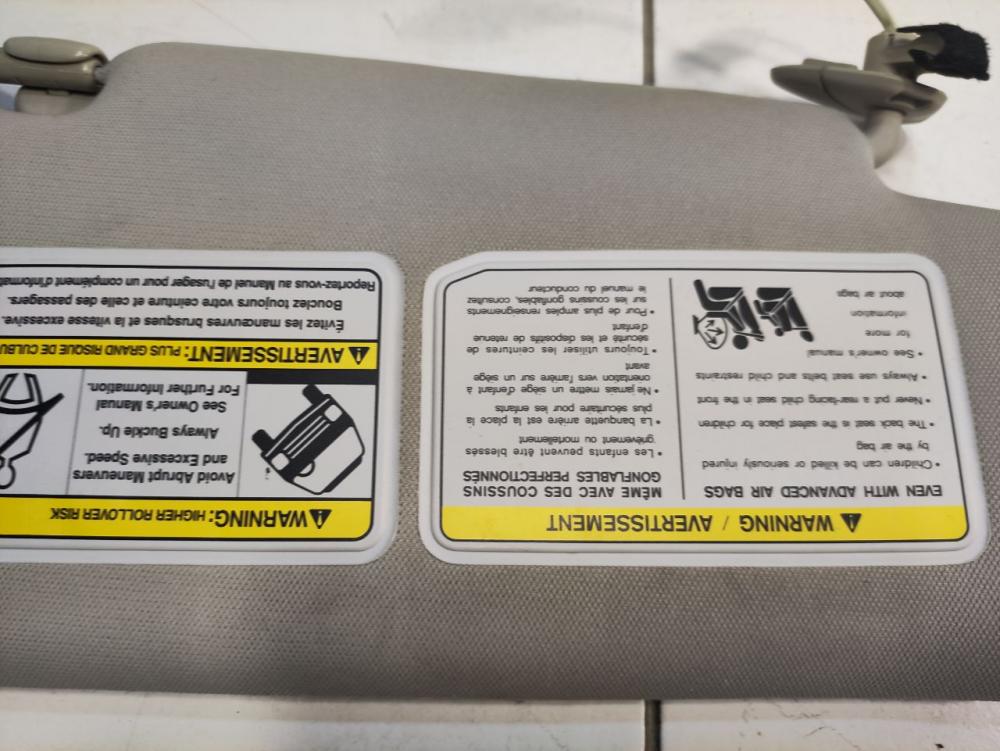 WARNING / AVERTISSEMENT
EVEN WITH ADVANCED AIR BAGS
• Children can be killed or seriously injured
by the air bag
• The back seat is the safest place for children
• Never put a rear-facing child seat in the front
• Always use seat belts and child restraints
• See owner's manual
for more
information
about air bags
MÊME AVEC DES COUSSINS
GONFLABLES PERFECTIONNÉS
• Les enfants peuvent être blessés
grièvement ou mortellement
• La banquette arrière est la place la
plus sécuritaire pour les enfants
• Ne jamais mettre un siège d'enfant à
orientation vers l'arrière sur un siège
avant
• Toujours utiliser les ceintures de
sécurité et les dispositifs de retenue
d'enfant
• Pour de plus amples renseignements
sur les coussins gonflables, consultez
le manuel du conducteur
WARNING: HIGHER ROLLOVER RISK
Avoid Abrupt Maneuvers
and Excessive Speed.
Always Buckle Up.
See Owner's Manual
For Further Information.
AVERTISSEMENT: PLUS GRAND RISQUE DE CULBU
Évitez les manœuvres brusques et la vitesse excessive.
Bouclez toujours votre ceinture et celle des passagers.
Reportez-vous au Manuel de l'usager pour un complément d'informat